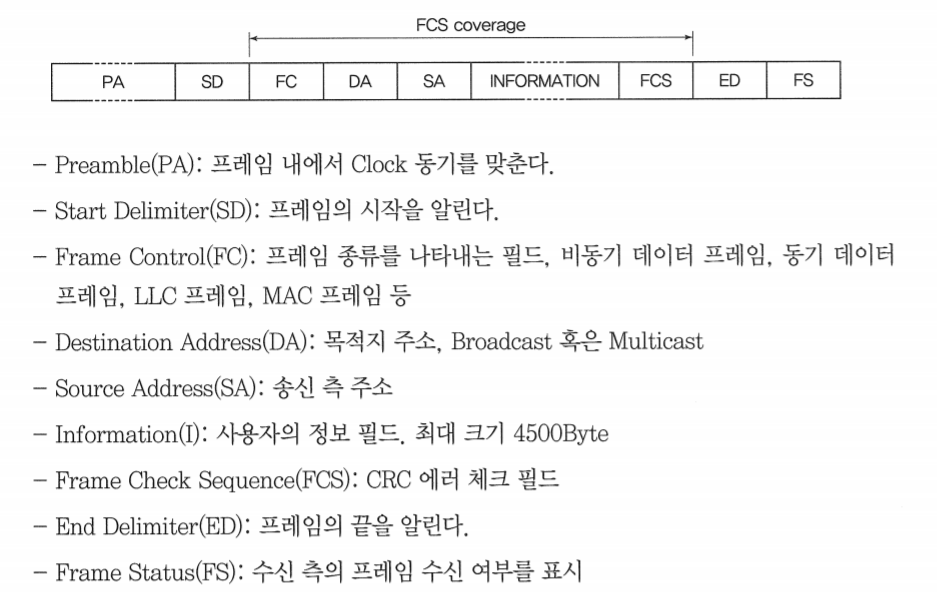 FCS coverage
PA SD FC DA SA INFORMATION FCS ED FS
– Preamble(PA): 프레임 내에서 Clock 동기를 맞춘다.
– Start Delimiter(SD): 프레임의 시작을 알린다.
– Frame Control(FC): 프레임 종류를 나타내는 필드, 비동기 데이터 프레임, 동기 데이터
프레임, LLC 프레임, MAC 프레임 등
– Destination Address(DA): 목적지 주소, Broadcast 혹은 Multicast
– Source Address(SA): 송신 측 주소
– Information(I): 사용자의 정보 필드. 최대 크기 4500Byte
– Frame Check Sequence(FCS): CRC 에러 체크 필드
– End Delimiter(ED): 프레임의 끝을 알린다.
– Frame Status(FS): 수신 측의 프레임 수신 여부를 표시